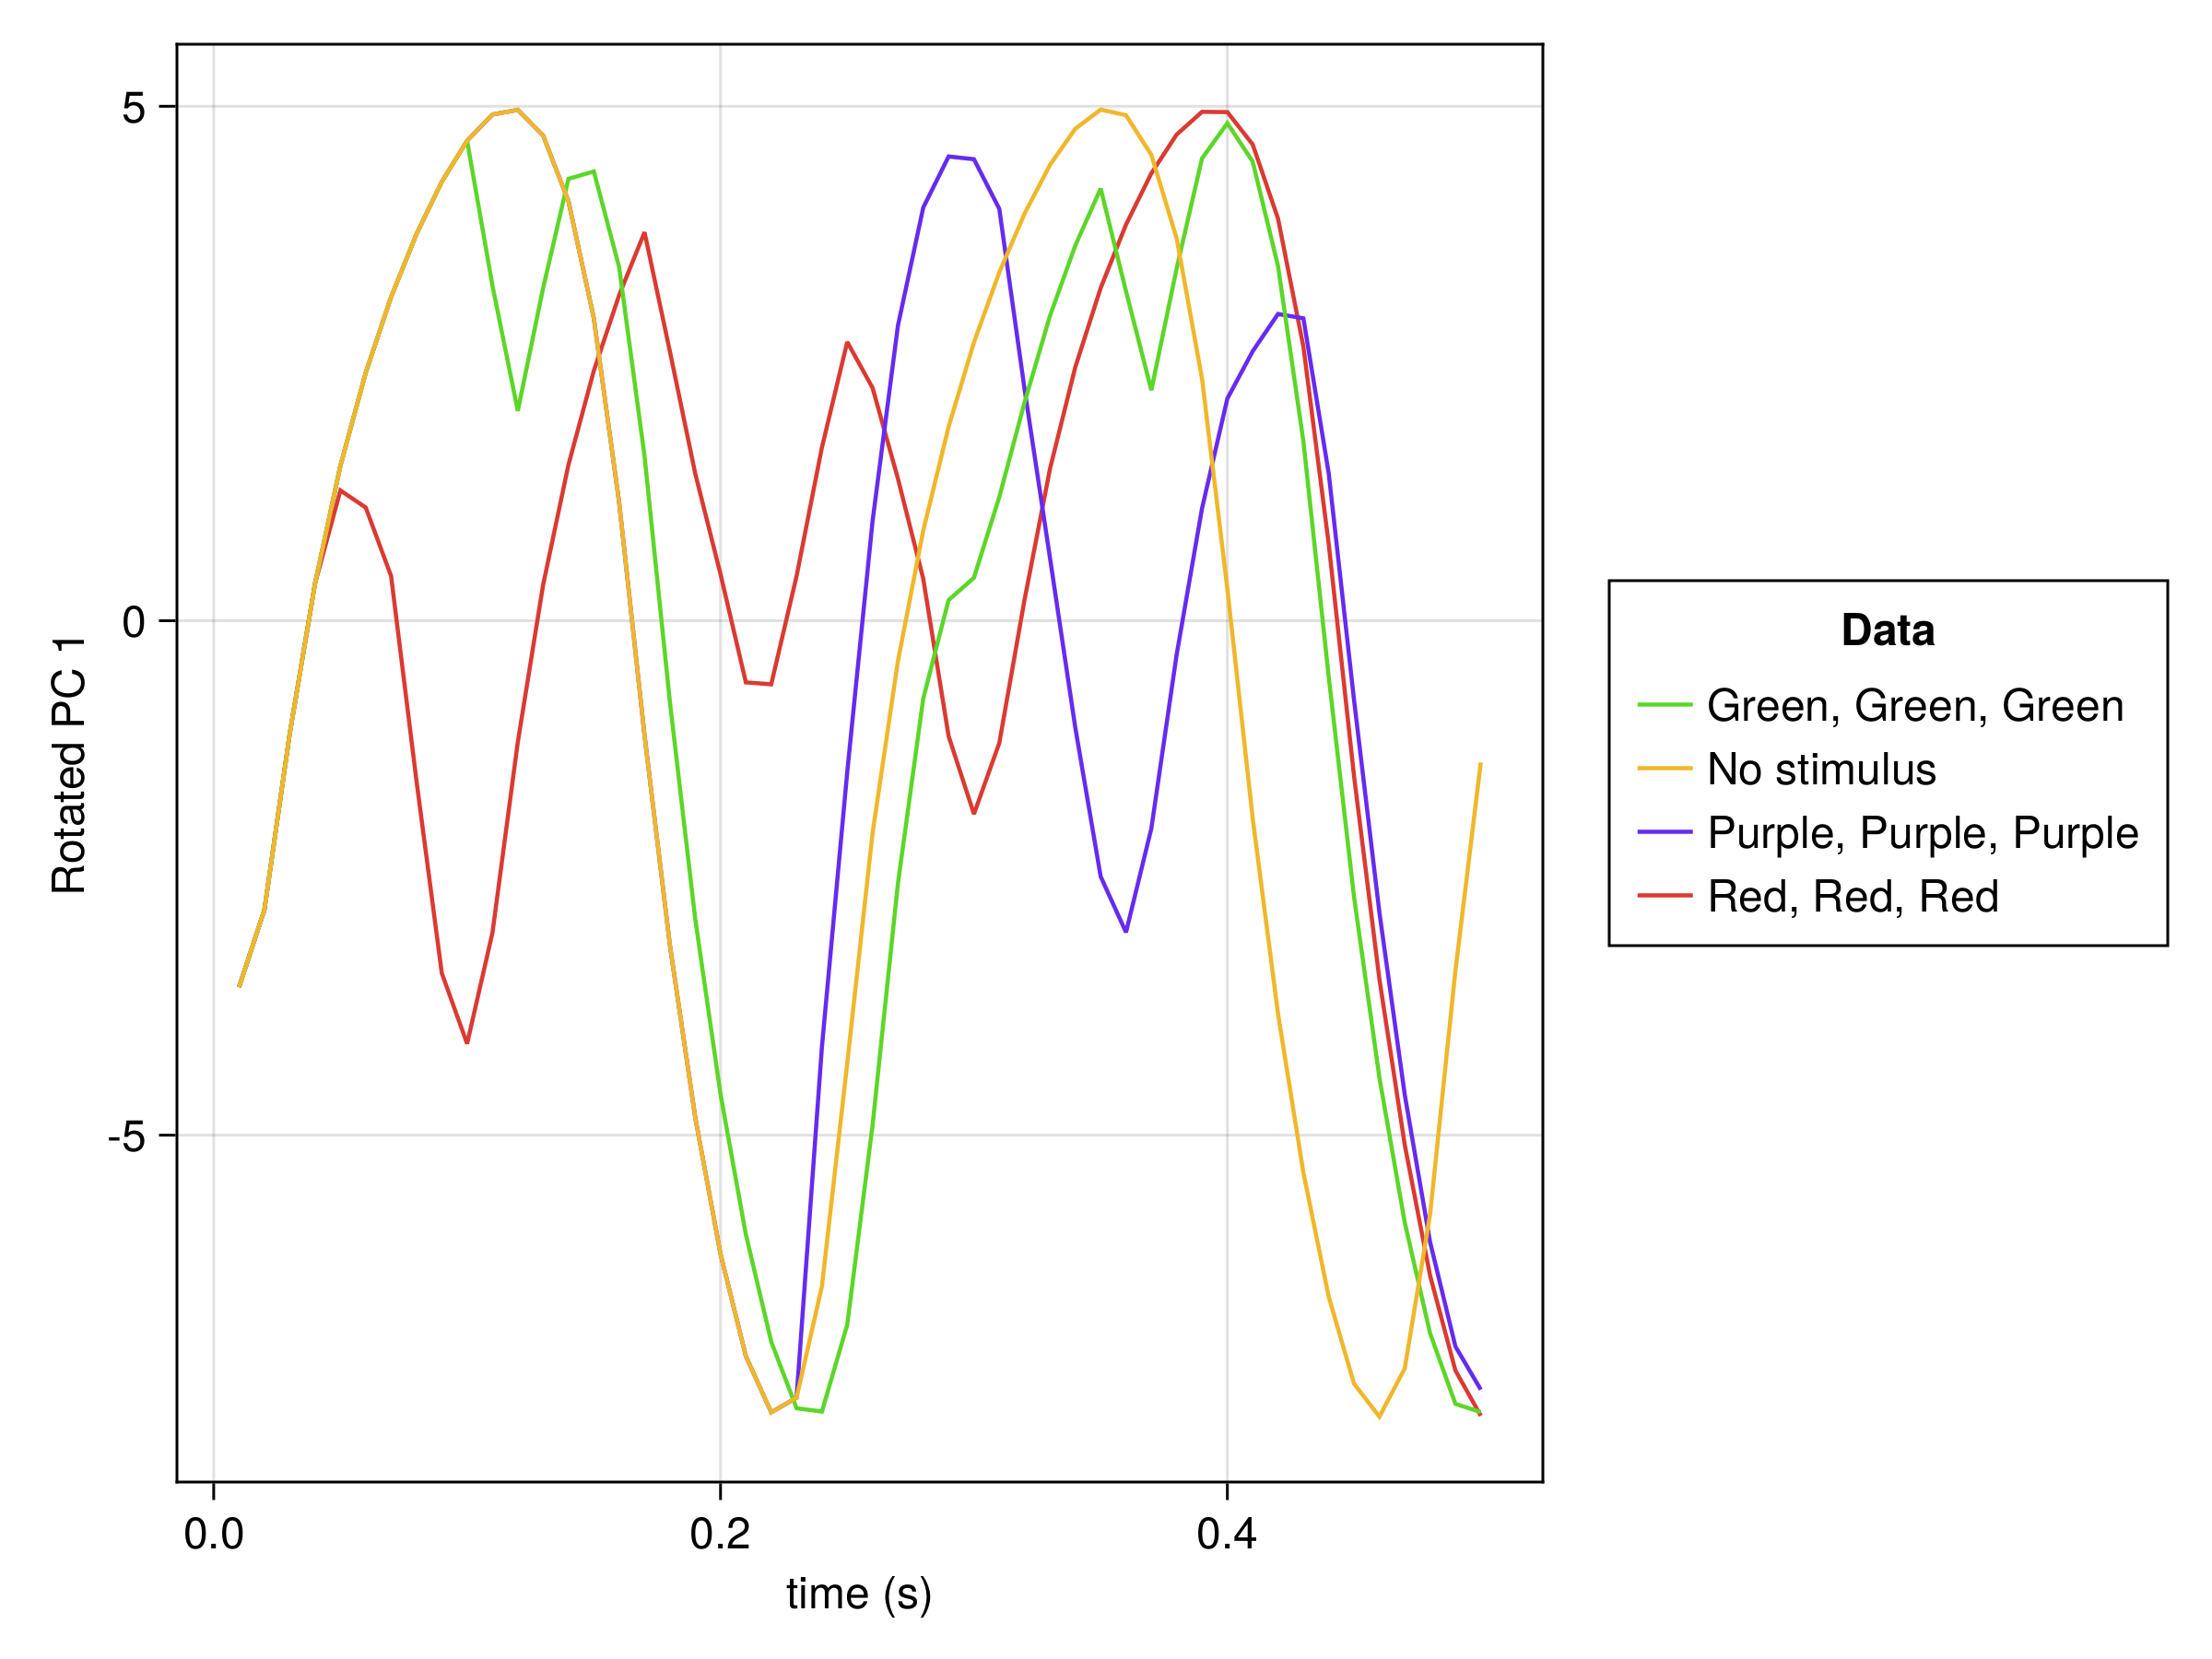 5
0
-5
Rotated PC 1
0.0
0.2
0.4
time (s)
Data
Green, Green, Green
No stimulus
Purple, Purple, Purple
Red, Red, Red